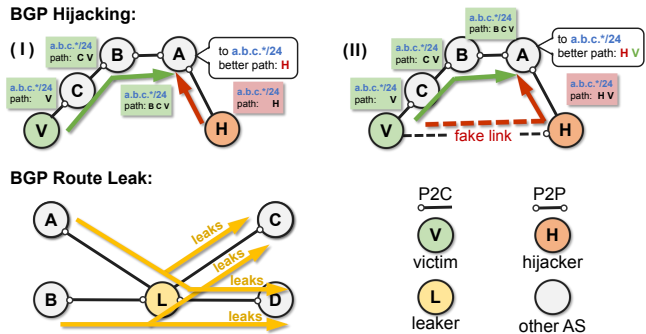 BGP Hijacking:
(I)
a.b.c.*/24
path: V
a.b.c.*/24
path: C V
a.b.c.*/24
path: B C V
a.b.c.*/24
path: H
to a.b.c.*/24
better path: H
V
C
B
A
H
(II)
a.b.c.*/24
path: V
a.b.c.*/24
path: C V
a.b.c.*/24
path: B C V
a.b.c.*/24
path: H V
to a.b.c.*/24
better path: H V
V
C
B
A
H
fake link
BGP Route Leak:
A
B
L
C
D
leaks
leaks
leaks
leaks
P2C
P2P
V
victim
H
hijacker
L
leaker
other AS